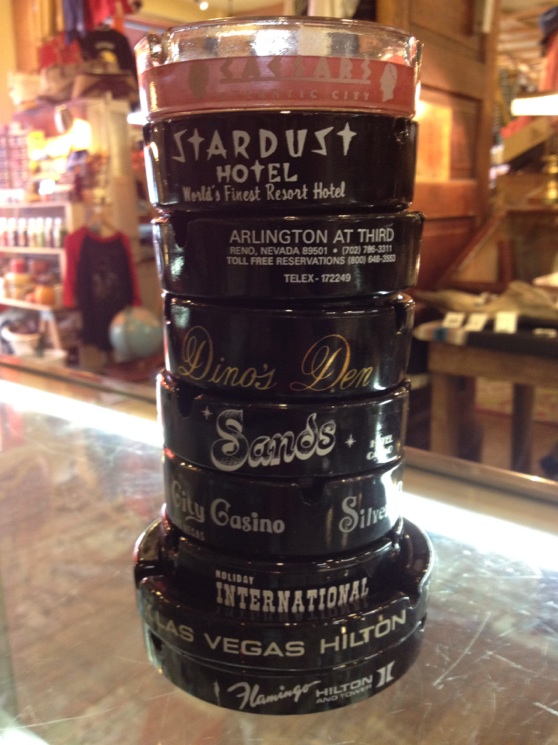 CAESARS
ATLANTIC CITY
STARDUST
HOTEL
World's Finest Resort Hotel
ARLINGTON AT THIRD
RENO, NEVADA 89501 • (702) 786-3311
TOLL FREE RESERVATIONS (800) 648-3553
TELEX - 172249
Dino's Den
Sands
City Casino
Silver
HOLIDAY
INTERNATIONAL
LAS VEGAS HILTON
Flamingo HILTON
AND TOWER